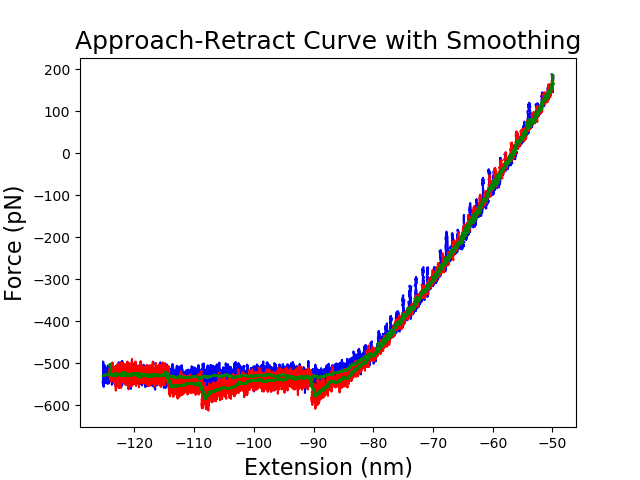 Approach-Retract Curve with Smoothing
200
100
0
−100
−200
−300
−400
−500
−600
Force (pN)
−120 −110 −100 −90 −80 −70 −60 −50
Extension (nm)